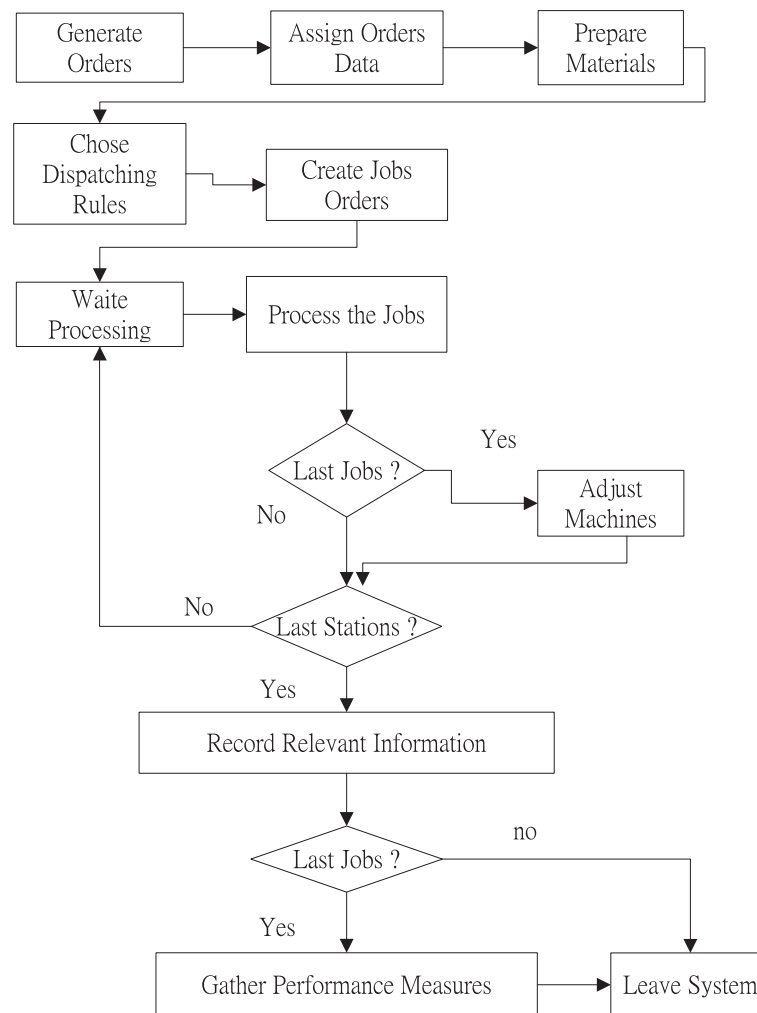 Generate
Orders
Assign Orders
Data
Prepare
Materials
Chose
Dispatching
Rules
Create Jobs
Orders
Waite
Processing
Process the Jobs
Last Jobs ?
Yes
Adjust
Machines
No
Last Stations ?
No
Yes
Record Relevant Information
Last Jobs ?
no
Yes
Gather Performance Measures
Leave System